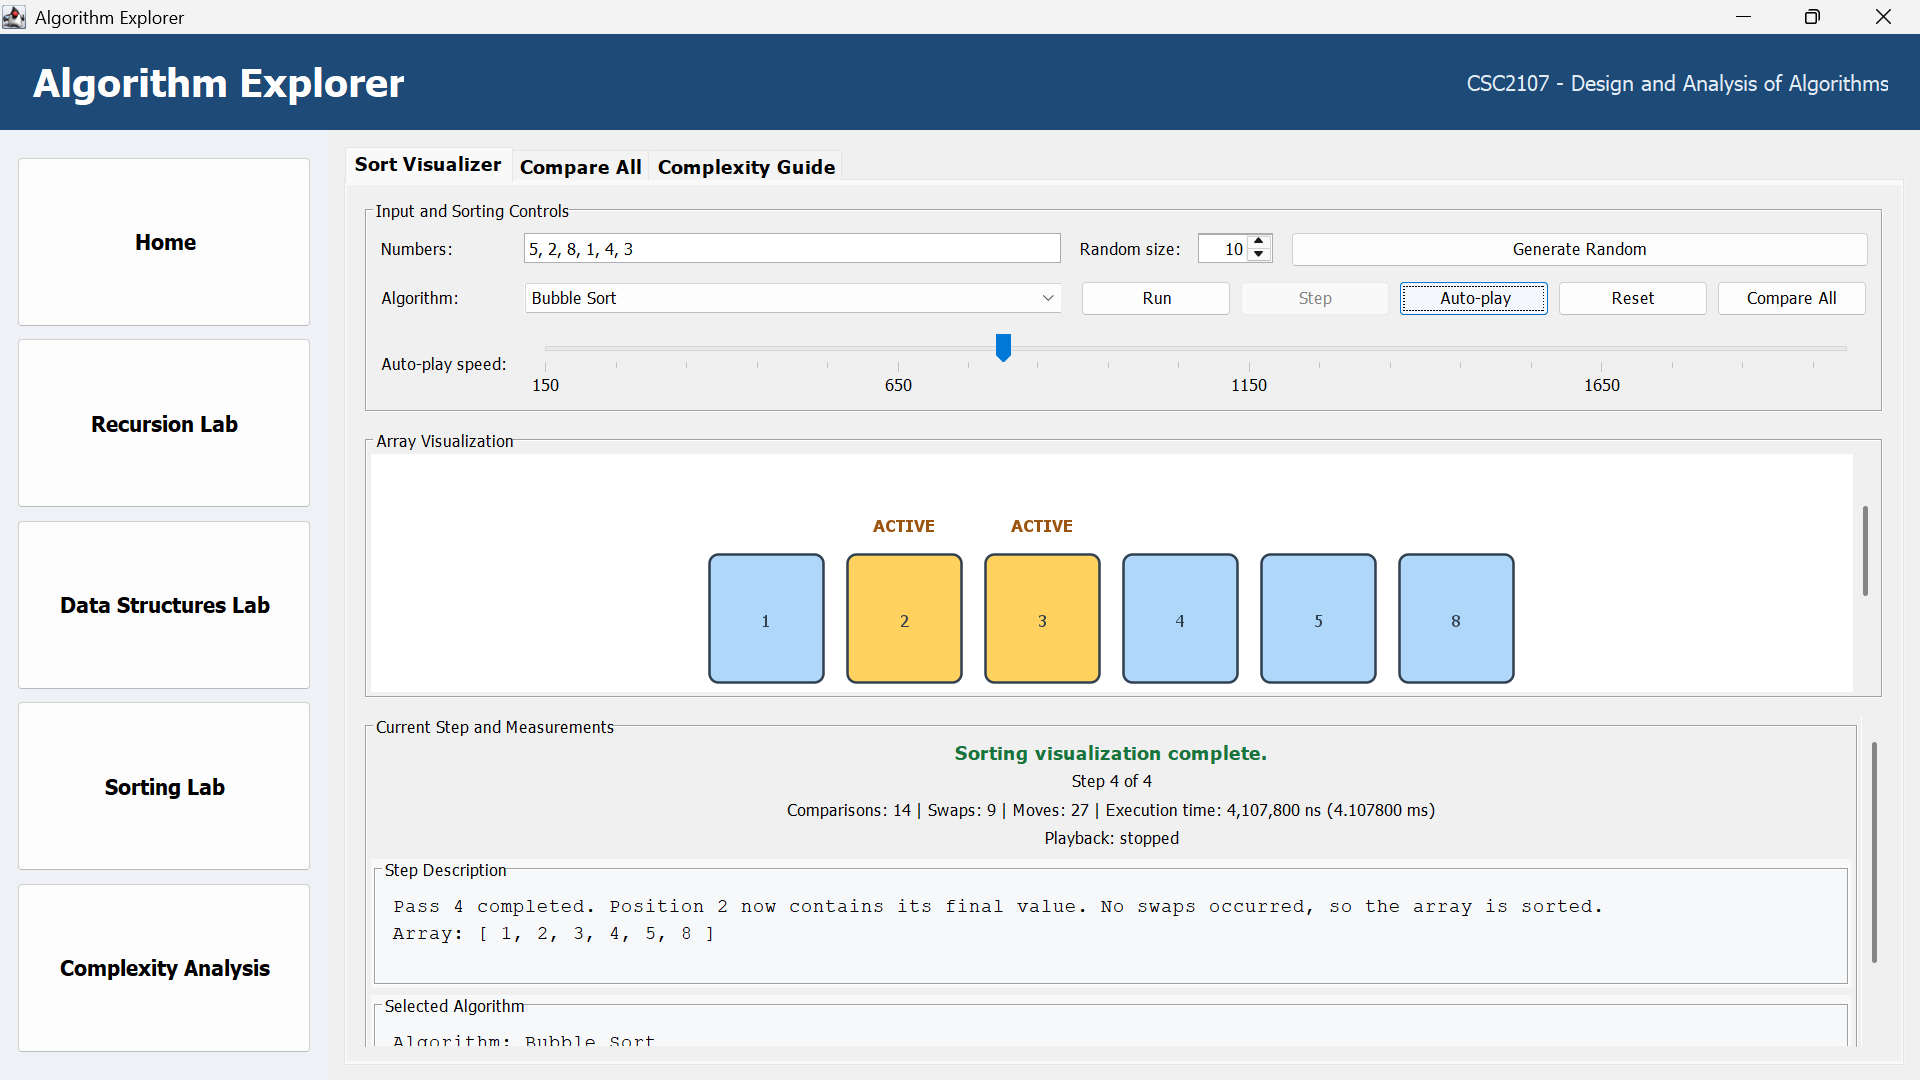 Algorithm Explorer
Algorithm Explorer
CSC2107 - Design and Analysis of Algorithms
Home
Recursion Lab
Data Structures Lab
Sorting Lab
Complexity Analysis
Sort Visualizer Compare All Complexity Guide
Input and Sorting Controls
Numbers: 5, 2, 8, 1, 4, 3 Random size: 10 Generate Random
Algorithm: Bubble Sort Run Step Auto-play Reset Compare All
Auto-play speed:
150 650 1150 1650
Array Visualization
ACTIVE ACTIVE
1 2 3 4 5 8
Current Step and Measurements
Sorting visualization complete.
Step 4 of 4
Comparisons: 14 | Swaps: 9 | Moves: 27 | Execution time: 4,107,800 ns (4.107800 ms)
Playback: stopped
Step Description
Pass 4 completed. Position 2 now contains its final value. No swaps occurred, so the array is sorted.
Array: [ 1, 2, 3, 4, 5, 8 ]
Selected Algorithm
Algorithm: Bubble Sort